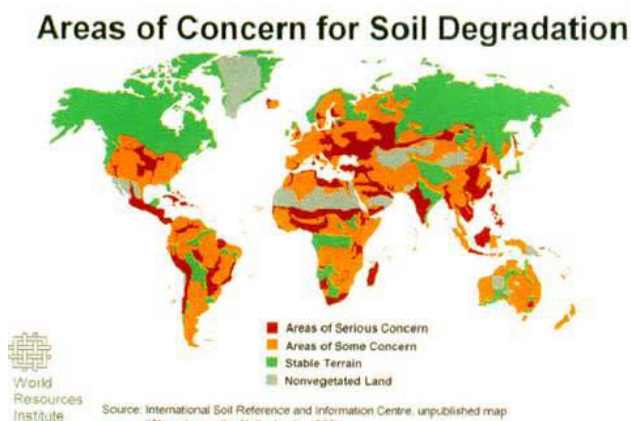 Areas of Concern for Soil Degradation
Areas of Serious Concern
Areas of Some Concern
Stable Terrain
Nonvegetated Land
World
Resources
Institute
Source: International Soil Reference and Information Centre, unpublished map